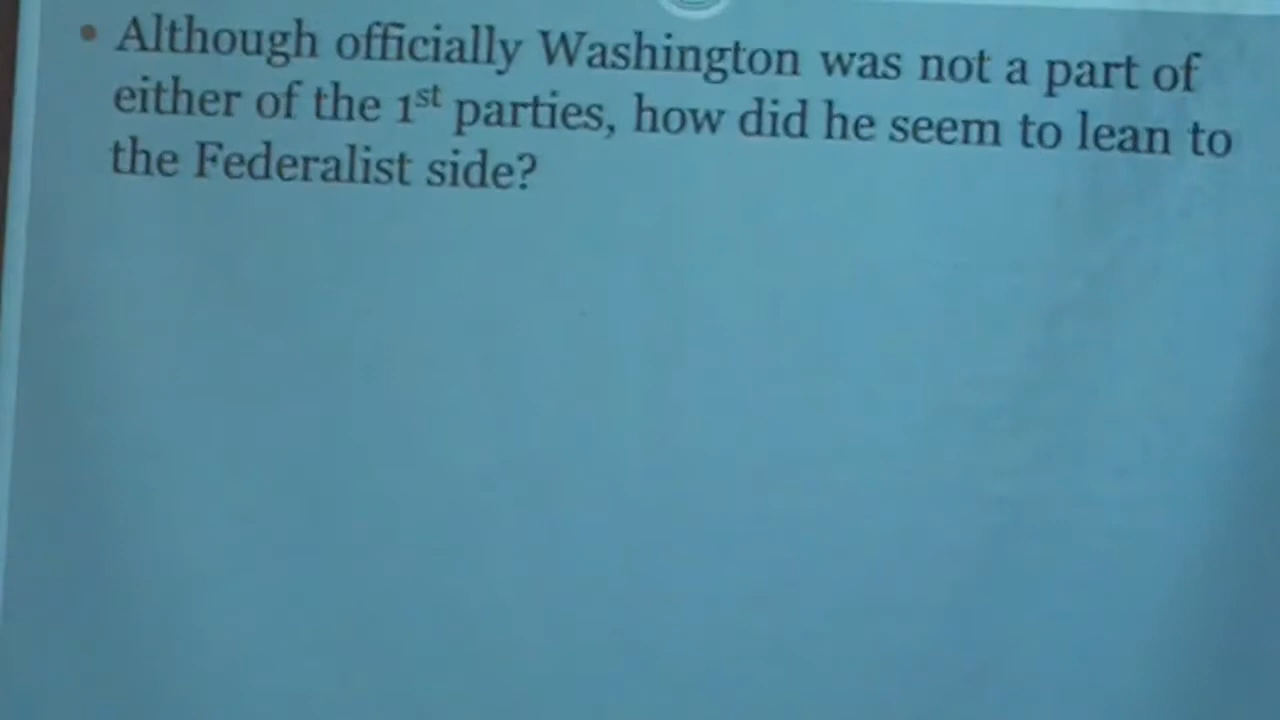 • Although officially Washington was not a part of
either of the 1st parties, how did he seem to lean to
the Federalist side?